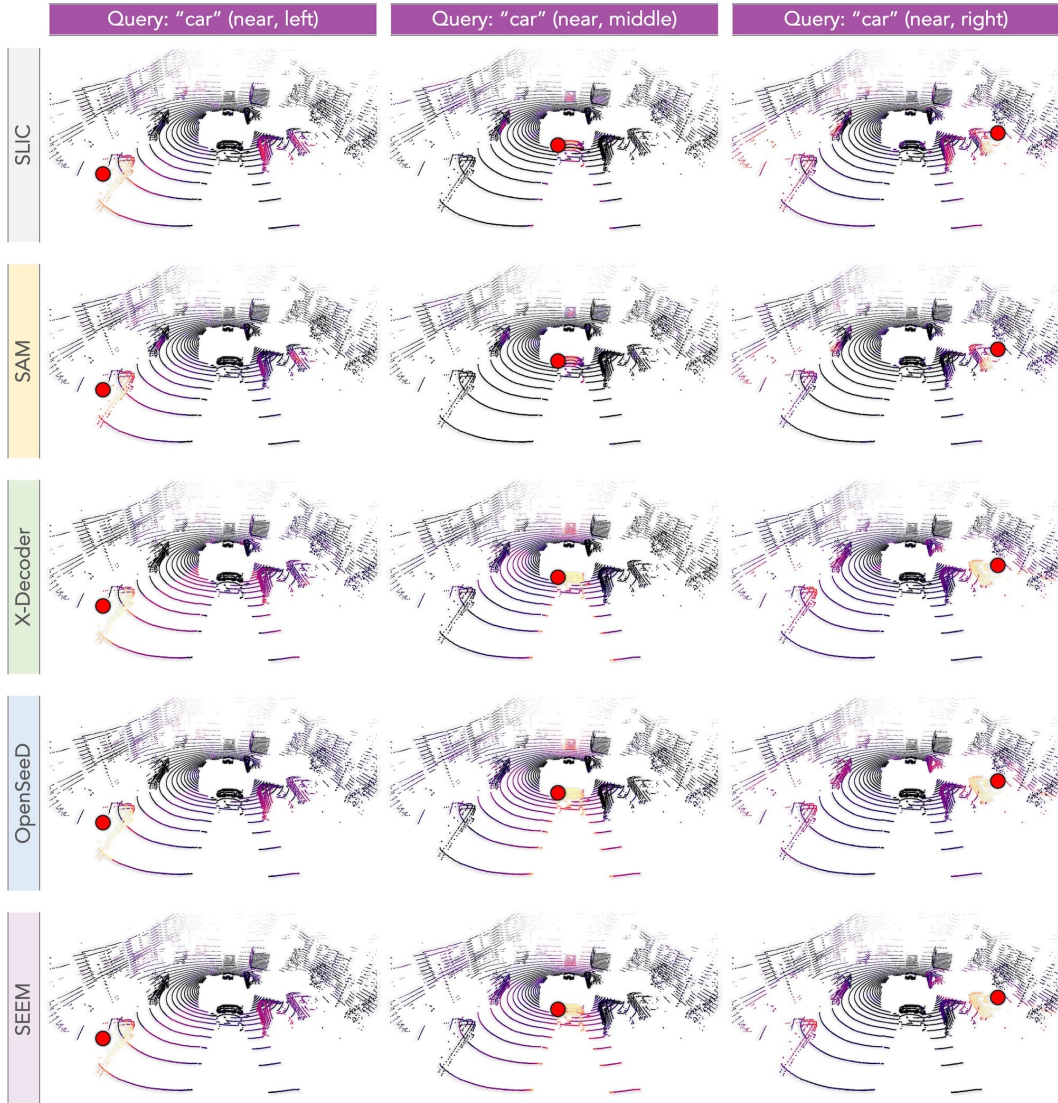 Query: “car” (near, left)
Query: “car” (near, middle)
Query: “car” (near, right)
SLIC
SAM
X-Decoder
OpenSeeD
SEEM